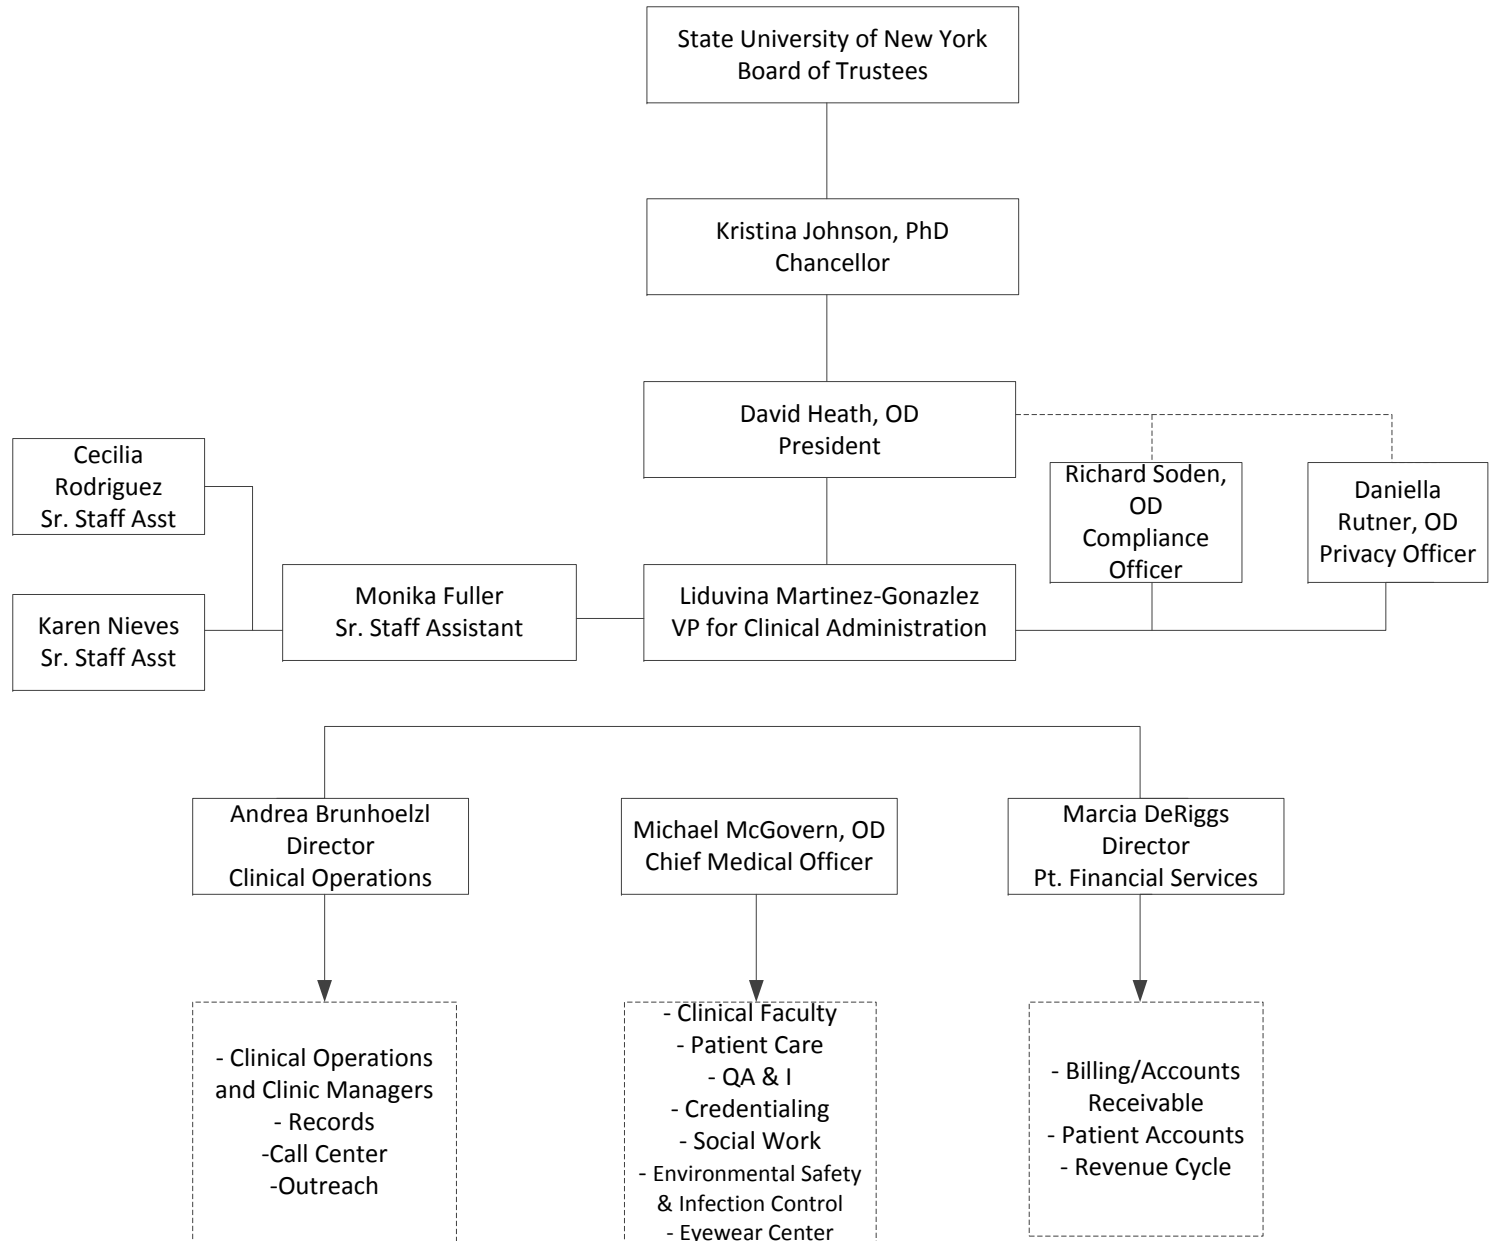 State University of New York
Board of Trustees
Kristina Johnson, PhD
Chancellor
David Heath, OD
President
Cecilia
Rodriguez
Sr. Staff Asst
Richard Soden,
OD
Compliance
Officer
Daniella
Rutner, OD
Privacy Officer
Karen Nieves
Sr. Staff Asst
Monika Fuller
Sr. Staff Assistant
Liduvina Martinez-Gonazlez
VP for Clinical Administration
Andrea Brunhoelzl
Director
Clinical Operations
Michael McGovern, OD
Chief Medical Officer
Marcia DeRiggs
Director
Pt. Financial Services
- Clinical Operations
and Clinic Managers
- Records
-Call Center
-Outreach
- Clinical Faculty
- Patient Care
- QA & I
- Credentialing
- Social Work
- Environmental Safety
& Infection Control
- Eyewear Center
- Billing/Accounts
Receivable
- Patient Accounts
- Revenue Cycle